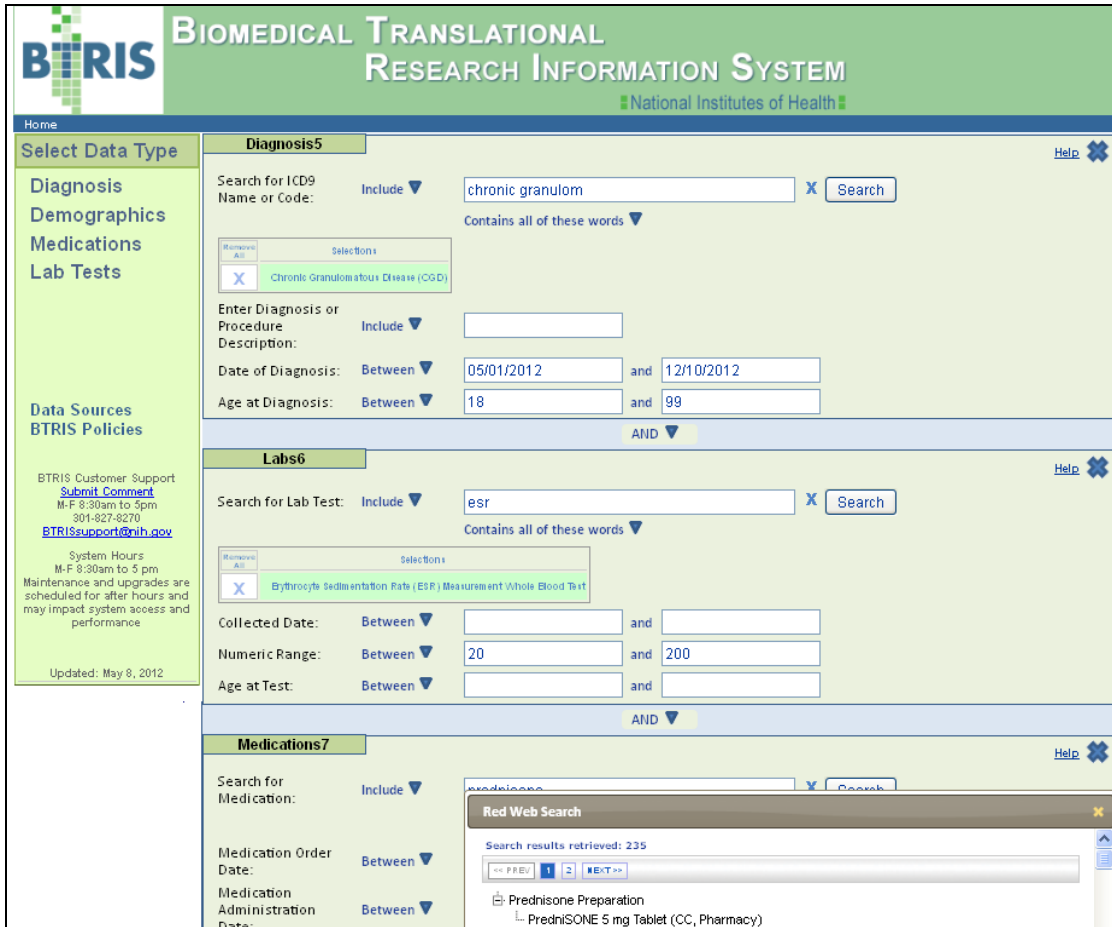 BTRIS
BIOMEDICAL TRANSLATIONAL
RESEARCH INFORMATION SYSTEM
National Institutes of Health
Home
Select Data Type
Diagnosis
Demographics
Medications
Lab Tests
Data Sources
BTRIS Policies
BTRIS Customer Support
Submit Comment
M-F 8:30am to 5pm
301-827-8270
BTRISsupport@nih.gov
System Hours
M-F 8:30am to 5 pm
Maintenance and upgrades are
scheduled for after hours and
may impact system access and
performance
Updated: May 8, 2012
Diagnosis5
Help
Search for ICD9
Name or Code:
Include chronic granulom X Search
Contains all of these words
Remove
All
Selections
X Chronic Granulomatous Disease (CGD)
Enter Diagnosis or
Procedure
Description:
Include
Date of Diagnosis: Between 05/01/2012 and 12/10/2012
Age at Diagnosis: Between 18 and 99
AND
Labs6
Help
Search for Lab Test: Include esr X Search
Contains all of these words
Remove
All
Selections
X Erythrocyte Sedimentation Rate (ESR) Measurement Whole Blood Test
Collected Date: Between and
Numeric Range: Between 20 and 200
Age at Test: Between and
AND
Medications7
Help
Search for
Medication:
Include prednisone X Search
Medication Order
Date:
Between
Medication
Administration
Date:
Between
Red Web Search
Search results retrieved: 235
<< PREV 1 2 NEXT >>
Prednisone Preparation
PredniSONE 5 mg Tablet (CC, Pharmacy)